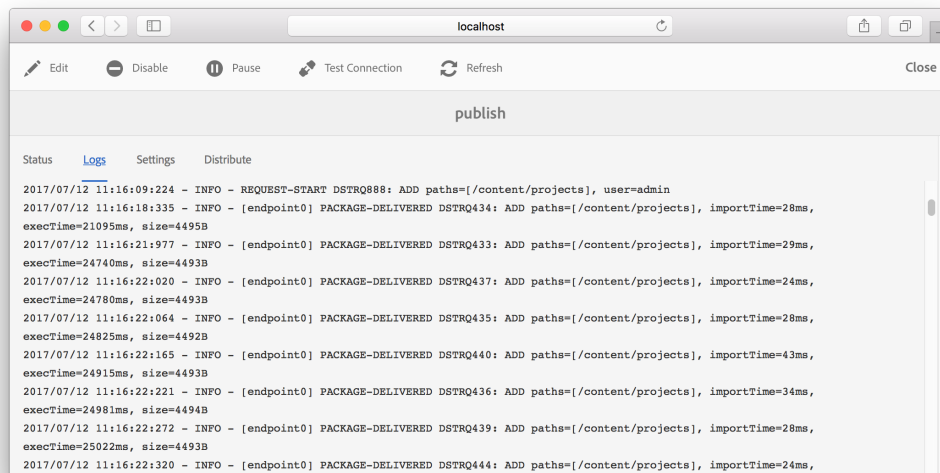 localhost
Edit Disable Pause Test Connection Refresh Close
publish
Status Logs Settings Distribute
2017/07/12 11:16:09:224 - INFO - REQUEST-START DSTRQ888: ADD paths=[/content/projects], user=admin
2017/07/12 11:16:18:335 - INFO - [endpoint0] PACKAGE-DELIVERED DSTRQ434: ADD paths=[/content/projects], importTime=28ms,
execTime=21095ms, size=4495B
2017/07/12 11:16:21:977 - INFO - [endpoint0] PACKAGE-DELIVERED DSTRQ433: ADD paths=[/content/projects], importTime=29ms,
execTime=24740ms, size=4493B
2017/07/12 11:16:22:020 - INFO - [endpoint0] PACKAGE-DELIVERED DSTRQ437: ADD paths=[/content/projects], importTime=24ms,
execTime=24780ms, size=4493B
2017/07/12 11:16:22:064 - INFO - [endpoint0] PACKAGE-DELIVERED DSTRQ435: ADD paths=[/content/projects], importTime=28ms,
execTime=24825ms, size=4492B
2017/07/12 11:16:22:165 - INFO - [endpoint0] PACKAGE-DELIVERED DSTRQ440: ADD paths=[/content/projects], importTime=43ms,
execTime=24915ms, size=4493B
2017/07/12 11:16:22:221 - INFO - [endpoint0] PACKAGE-DELIVERED DSTRQ436: ADD paths=[/content/projects], importTime=34ms,
execTime=24981ms, size=4494B
2017/07/12 11:16:22:272 - INFO - [endpoint0] PACKAGE-DELIVERED DSTRQ439: ADD paths=[/content/projects], importTime=28ms,
execTime=25022ms, size=4493B
2017/07/12 11:16:22:320 - INFO - [endpoint0] PACKAGE-DELIVERED DSTRQ444: ADD paths=[/content/projects], importTime=24ms,